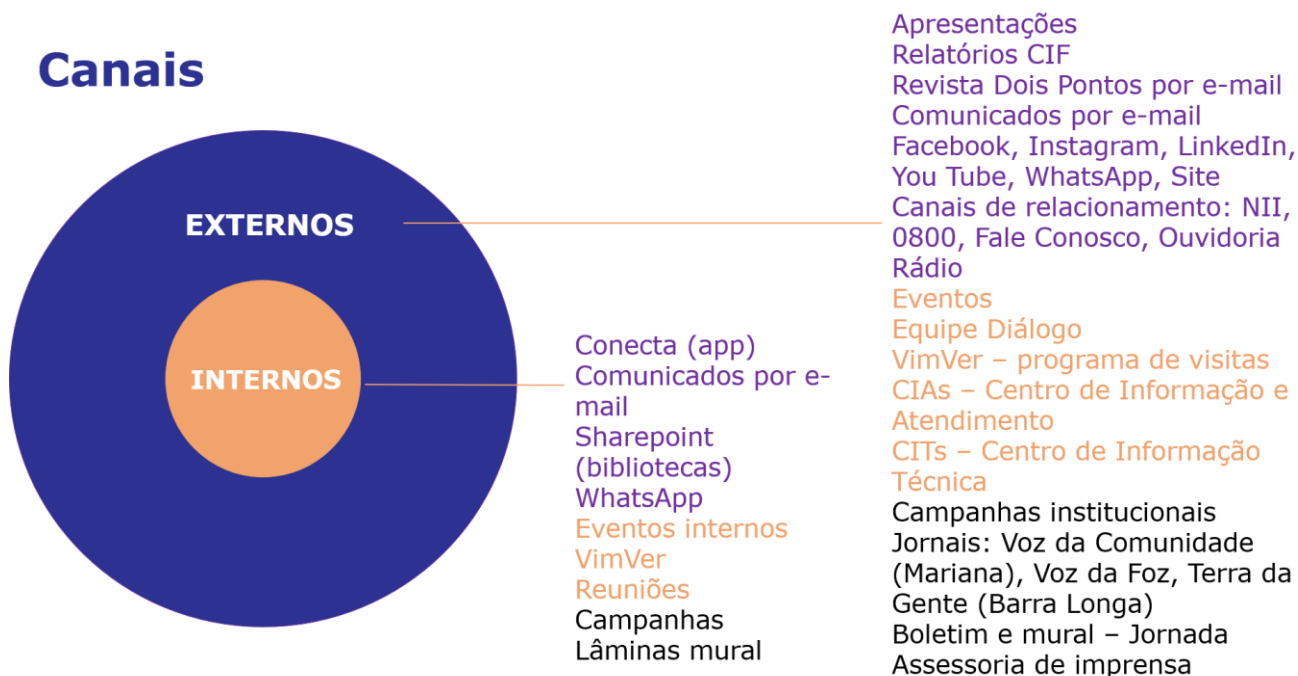 Canais
EXTERNOS
INTERNOS
Conecta (app)
Comunicados por e-
mail
Sharepoint
(bibliotecas)
WhatsApp
Eventos internos
VimVer
Reuniões
Campanhas
Lâminas mural
Apresentações
Relatórios CIF
Revista Dois Pontos por e-mail
Comunicados por e-mail
Facebook, Instagram, LinkedIn,
You Tube, WhatsApp, Site
Canais de relacionamento: NII,
0800, Fale Conosco, Ouvidoria
Rádio
Eventos
Equipe Diálogo
VimVer – programa de visitas
CIAs – Centro de Informação e
Atendimento
CITs – Centro de Informação
Técnica
Campanhas institucionais
Jornais: Voz da Comunidade
(Mariana), Voz da Foz, Terra da
Gente (Barra Longa)
Boletim e mural – Jornada
Assessoria de imprensa